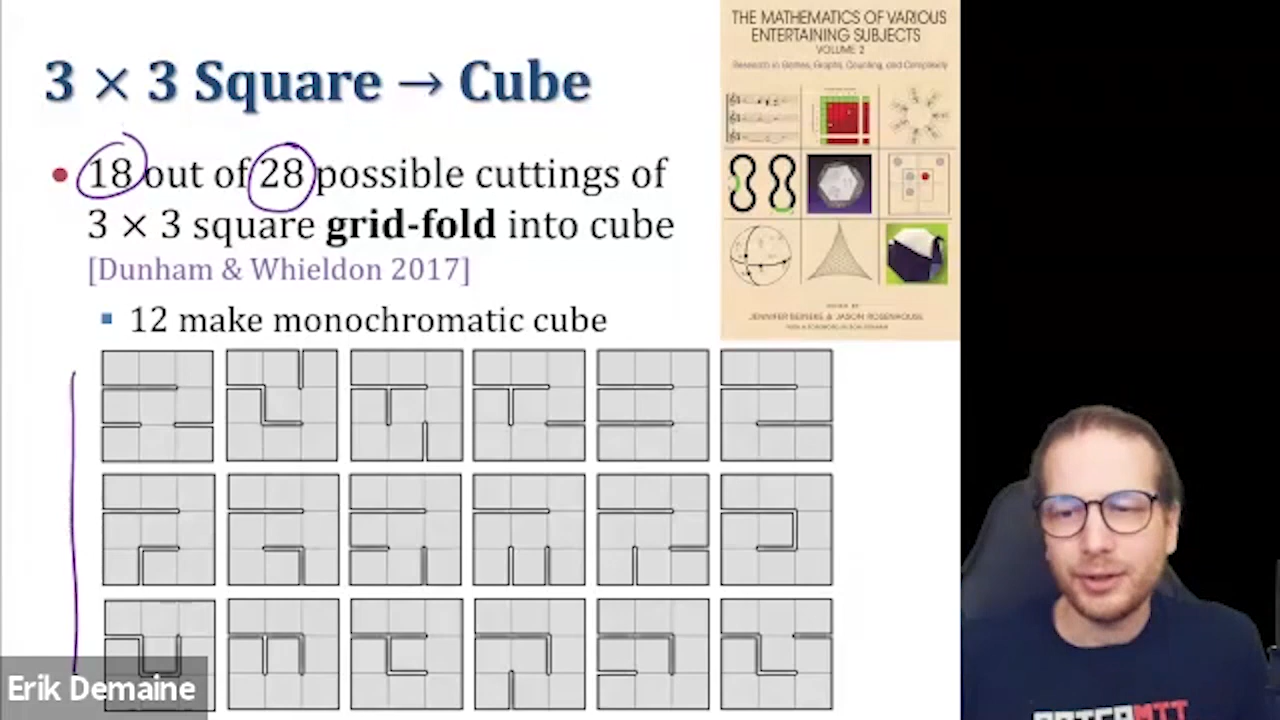 3 × 3 Square → Cube
• 18 out of 28 possible cuttings of
3 × 3 square grid-fold into cube
[Dunham & Whieldon 2017]
▪ 12 make monochromatic cube
THE MATHEMATICS OF VARIOUS
ENTERTAINING SUBJECTS
VOLUME 2
Research in Games, Graphs, Counting, and Complexity
JENNIFER BEINEKE & JASON ROSENHOUSE
Erik Demaine